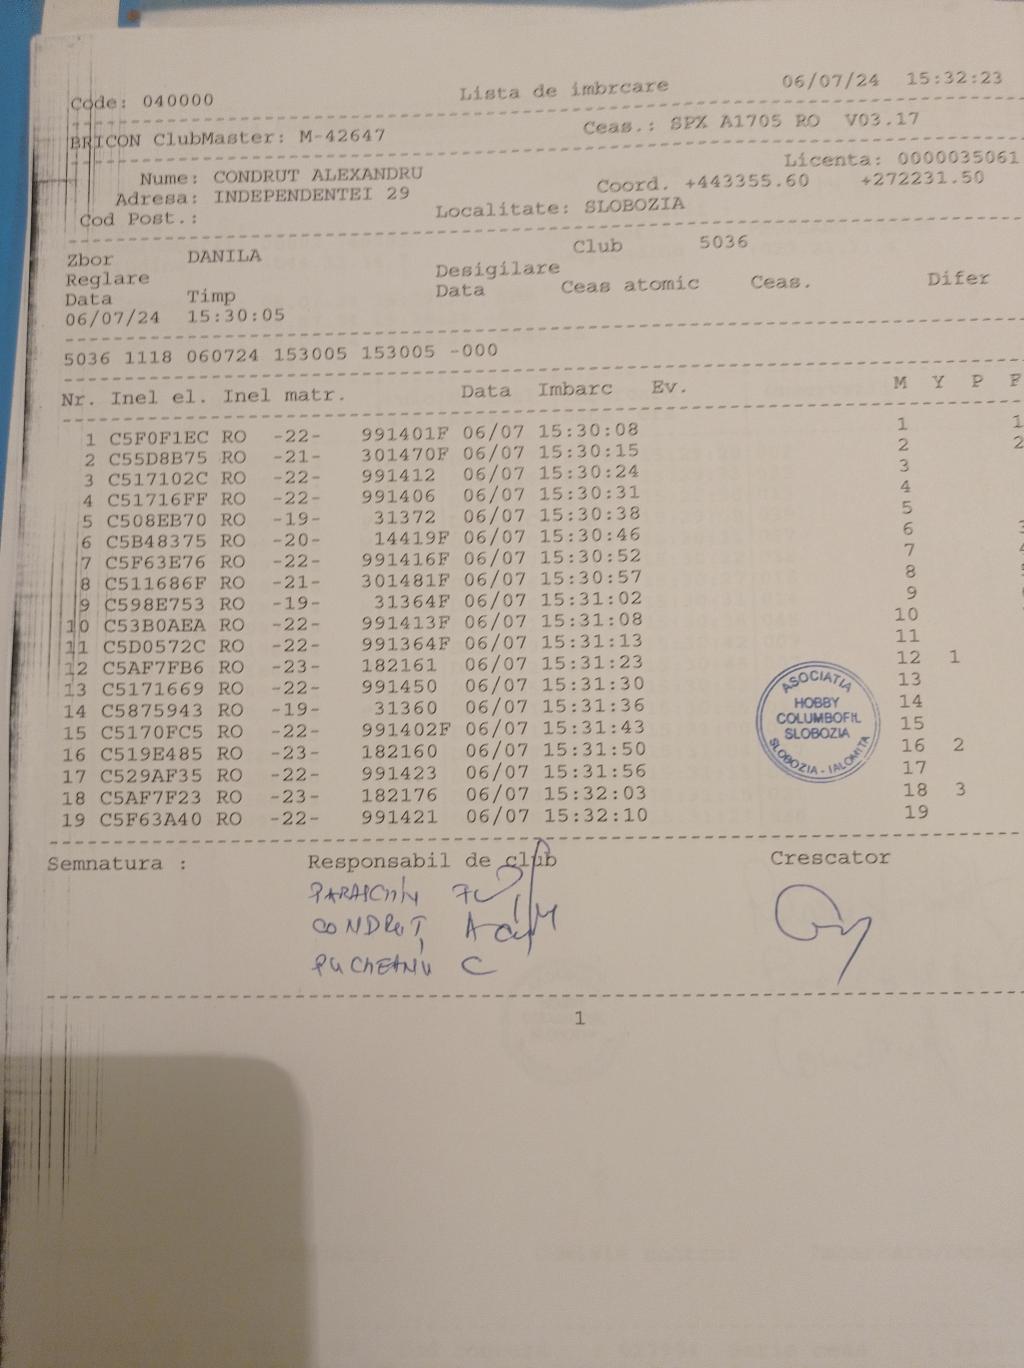 Code: 040000 Lista de imbrcare 06/07/24 15:32:23
BRICON ClubMaster: M-42647 Ceas.: SPX A1705 RO V03.17
Licenta: 0000035061
Nume: CONDRUT ALEXANDRU
Adresa: INDEPENDENTEI 29 Coord. +443355.60 +272231.50
Cod Post.: Localitate: SLOBOZIA
Zbor DANILA Club 5036
Reglare Desigilare
Data Timp Data Ceas atomic Ceas. Difer
06/07/24 15:30:05
5036 1118 060724 153005 153005 -000
Nr. Inel el. Inel matr. Data Imbarc Ev. M Y P F
1 C5F0F1EC RO -22- 991401F 06/07 15:30:08 1 1
2 C55D8B75 RO -21- 301470F 06/07 15:30:15 2 2
3 C517102C RO -22- 991412 06/07 15:30:24 3
4 C51716FF RO -22- 991406 06/07 15:30:31 4
5 C508EB70 RO -19- 31372 06/07 15:30:38 5
6 C5B48375 RO -20- 14419F 06/07 15:30:46 6 3
7 C5F63E76 RO -22- 991416F 06/07 15:30:52 7 4
8 C511686F RO -21- 301481F 06/07 15:30:57 8
9 C598E753 RO -19- 31364F 06/07 15:31:02 9
10 C53B0AEA RO -22- 991413F 06/07 15:31:08 10
11 C5D0572C RO -22- 991364F 06/07 15:31:13 11
12 C5AF7FB6 RO -23- 182161 06/07 15:31:23 12 1
13 C5171669 RO -22- 991450 06/07 15:31:30 13
14 C5875943 RO -19- 31360 06/07 15:31:36 14
15 C5170FC5 RO -22- 991402F 06/07 15:31:43 15
16 C519E485 RO -23- 182160 06/07 15:31:50 16 2
17 C529AF35 RO -22- 991423 06/07 15:31:56 17
18 C5AF7F23 RO -23- 182176 06/07 15:32:03 18 3
19 C5F63A40 RO -22- 991421 06/07 15:32:10 19
ASOCIATIA
HOBBY
COLUMBOFIL
SLOBOZIA
SLOBOZIA - IALOMITA
Semnatura : Responsabil de club Crescator
CONDRUȚ A
PUCHEANU C
1